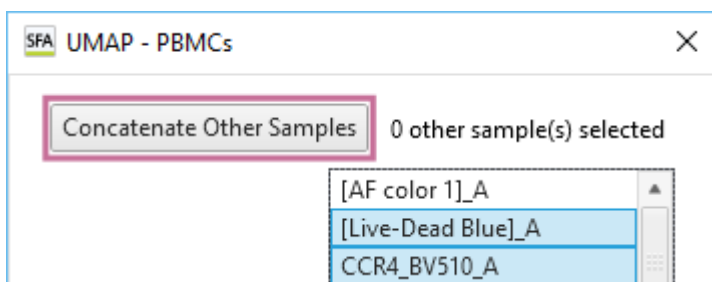 SFA UMAP - PBMCs
Concatenate Other Samples 0 other sample(s) selected
[AF color 1]_A
[Live-Dead Blue]_A
CCR4_BV510_A